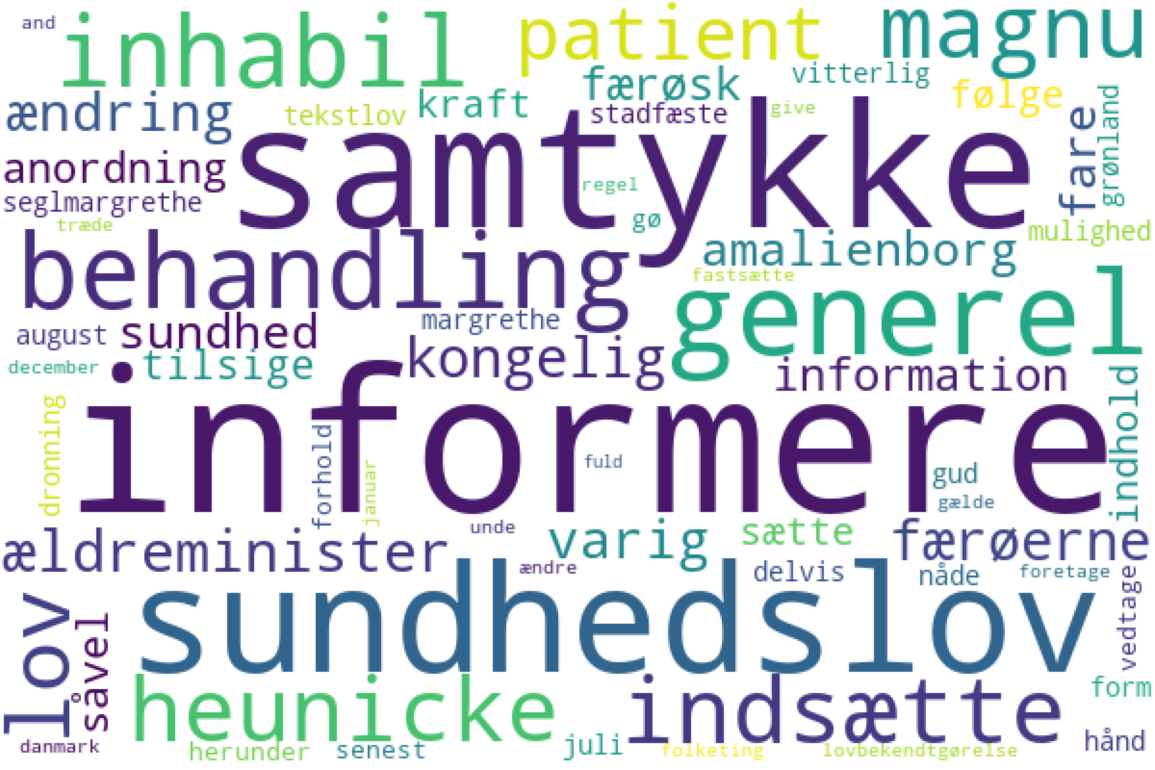 and
inhabil
patient
magnu
færøsk
vitterlig
ændring
tekstlov
kraft
stadfæste
give
følge
fare
grønland
samtykke
anordning
seglmargrethe
regel
gø
træde
mulighed
behandling
amalienborg
fastsætte
generel
august
sundhed
margrethe
december
tilsige
kongelig
information
indhold
informere
dronning
forhold
januar
fuld
gud
gælde
unde
ældreminister
varig
sætte
færøerne
ændre
delvis
nåde
foretage
vedtage
lov
såvel
sundhedslov
heunicke
indsætte
form
danmark
herunder
senest
juli
folketing
lovbekendtgørelse
hånd